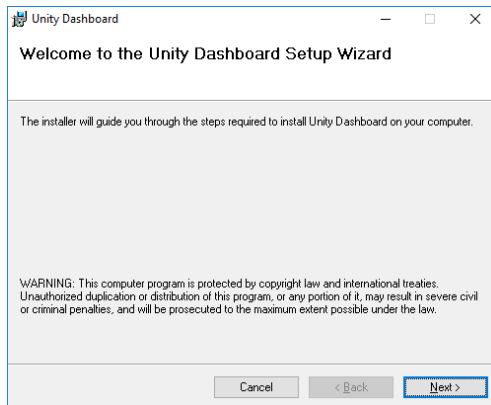 Unity Dashboard
Welcome to the Unity Dashboard Setup Wizard
The installer will guide you through the steps required to install Unity Dashboard on your computer.
WARNING: This computer program is protected by copyright law and international treaties.
Unauthorized duplication or distribution of this program, or any portion of it, may result in severe civil
or criminal penalties, and will be prosecuted to the maximum extent possible under the law.
Cancel < Back Next >